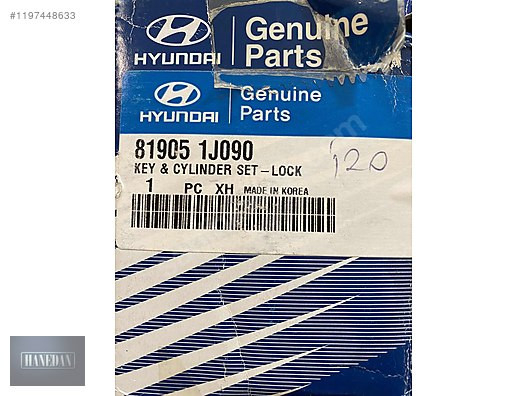 #1197448633
HYUNDAI
Genuine
Parts
HYUNDAI
Genuine
Parts
81905 1J090
KEY & CYLINDER SET-LOCK
i20
1 PC XH MADE IN KOREA
HANEDAN